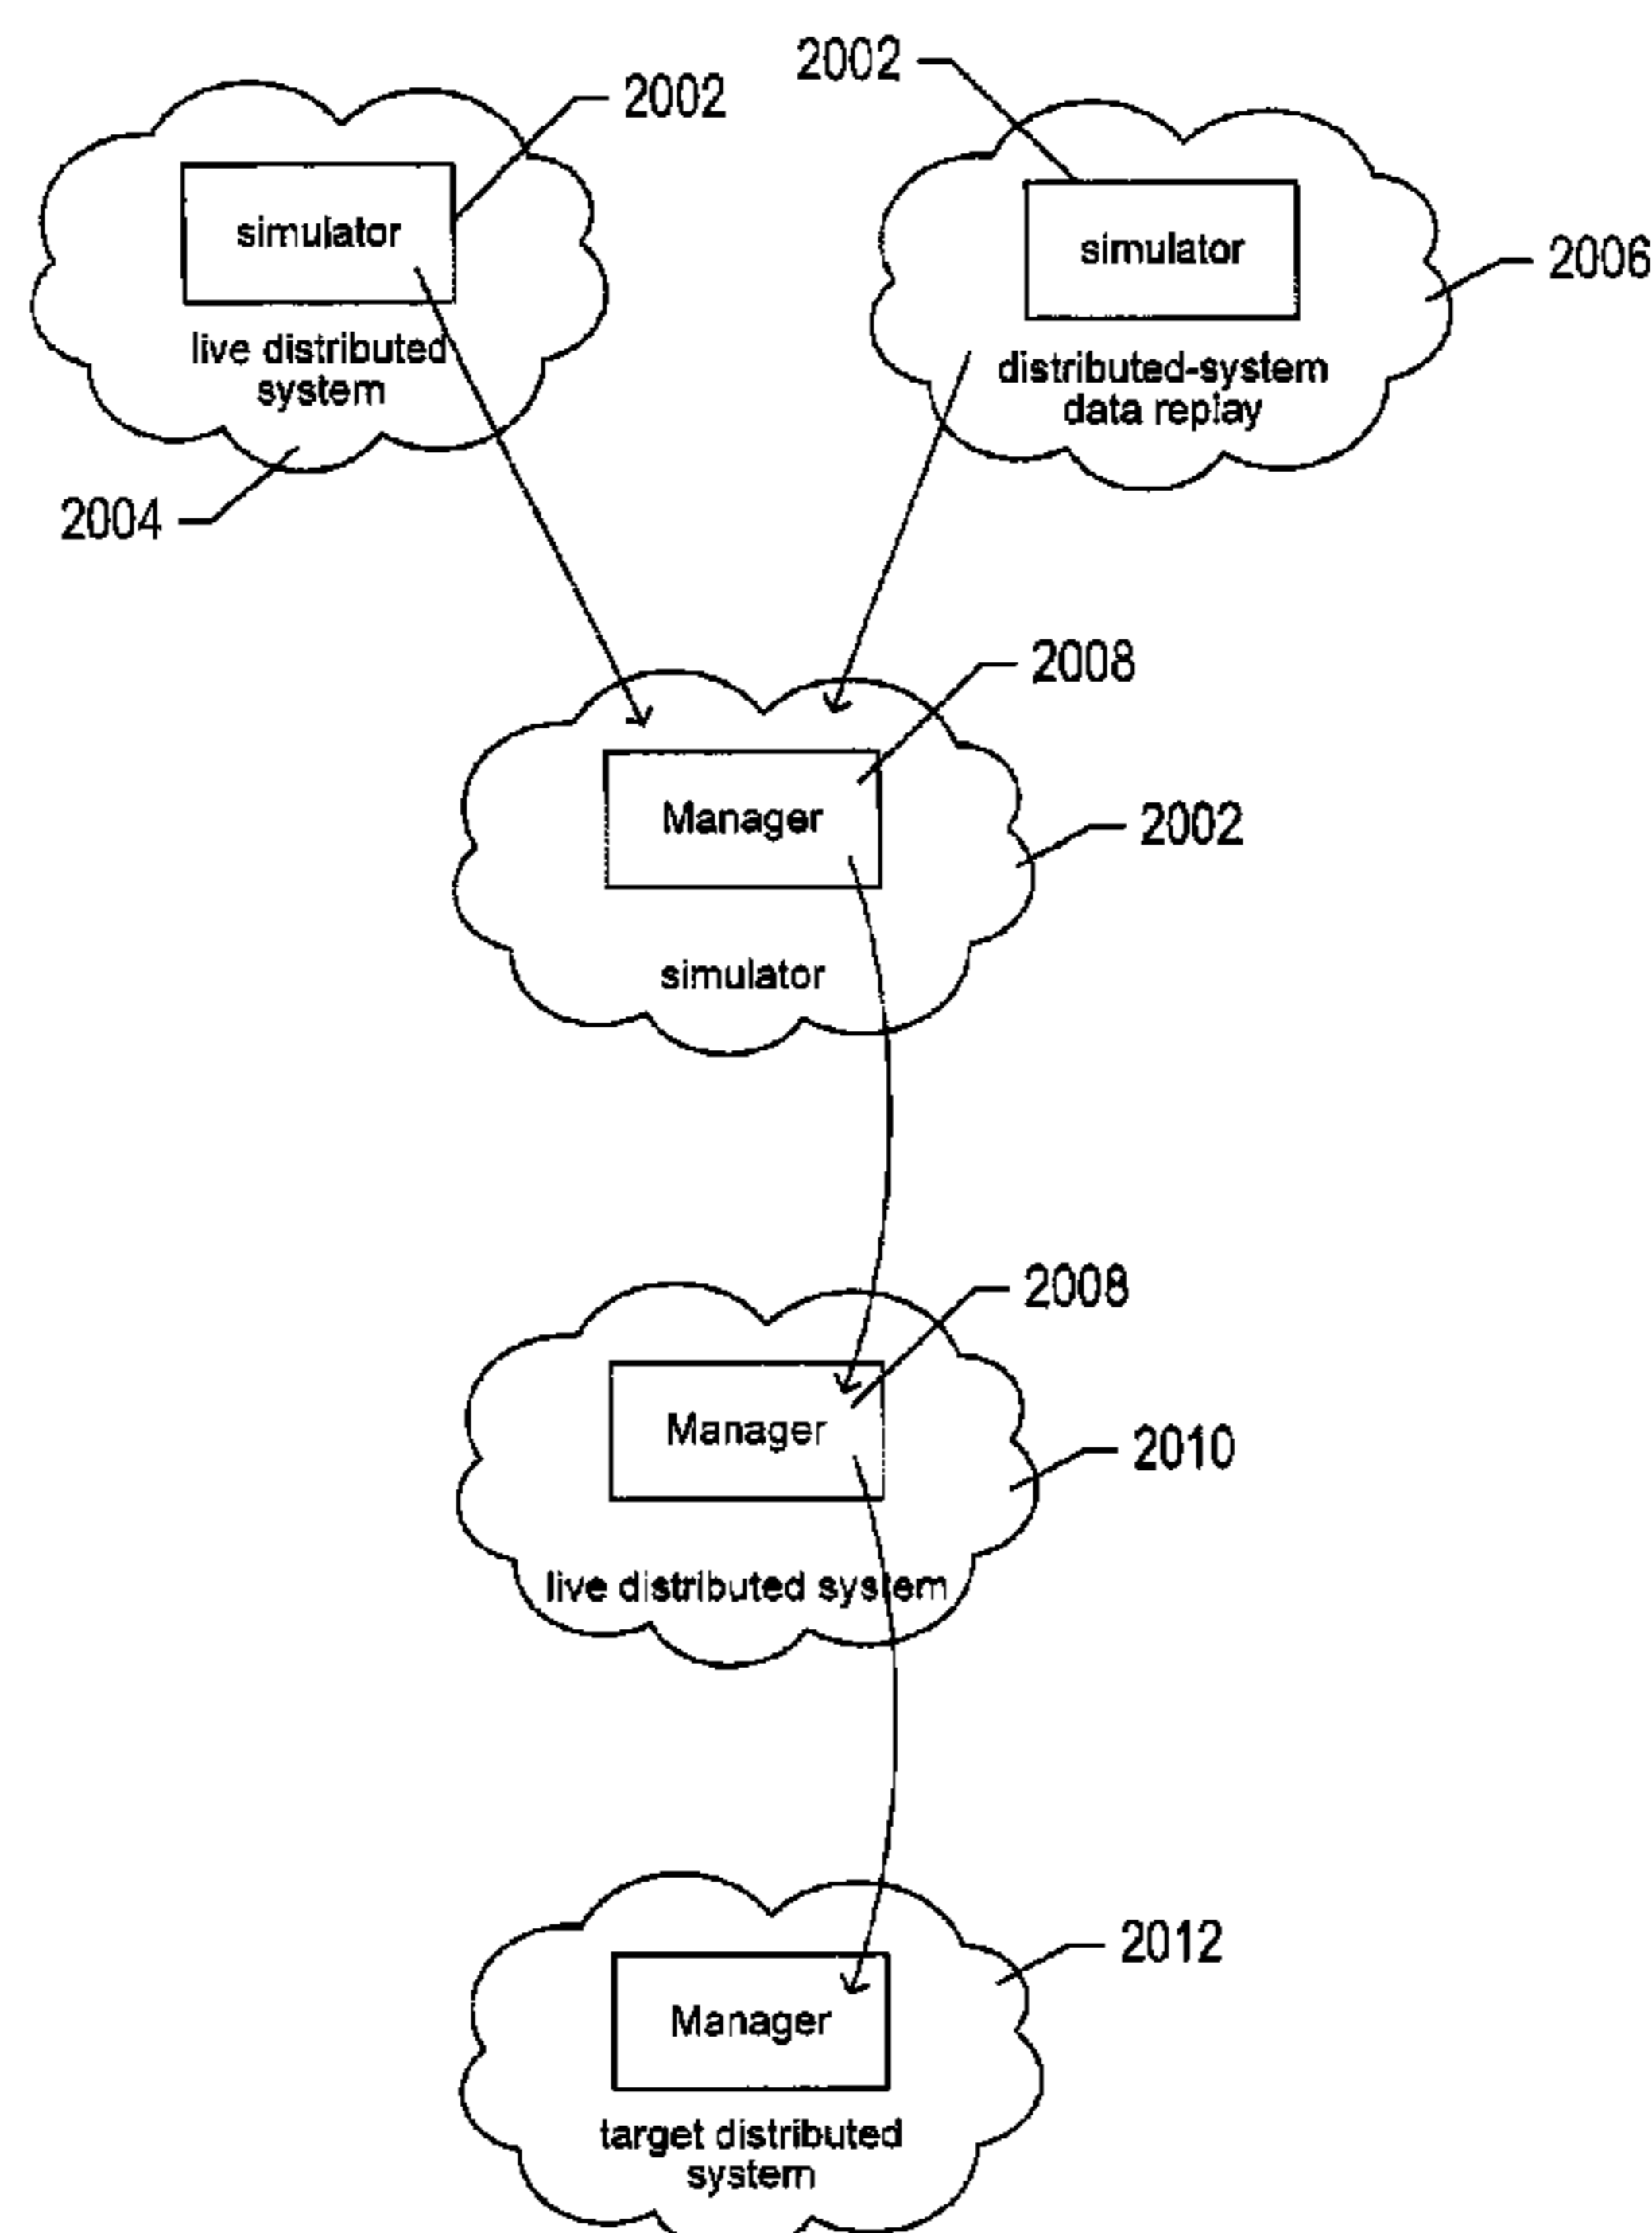 2002
2002
simulator
simulator
2006
live distributed
system
distributed-system
data replay
2004
2008
Manager
2002
simulator
2008
Manager
2010
live distributed system
2012
Manager
target distributed
system